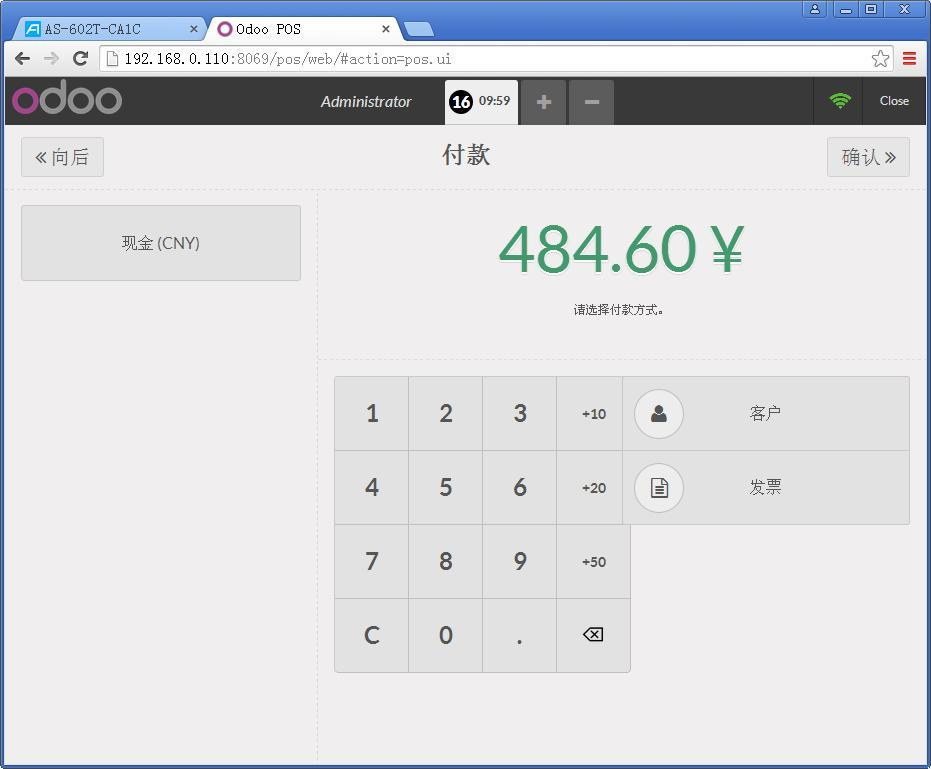 AS-602T-CA1C
Odoo POS
192.168.0.110:8069/pos/web/#action=pos.ui
odoo
Administrator
16 09:59
+
−
Close
« 向后
付款
确认 »
现金 (CNY)
484.60 ¥
请选择付款方式。
1 2 3 +10 客户
4 5 6 +20 发票
7 8 9 +50
C 0 .